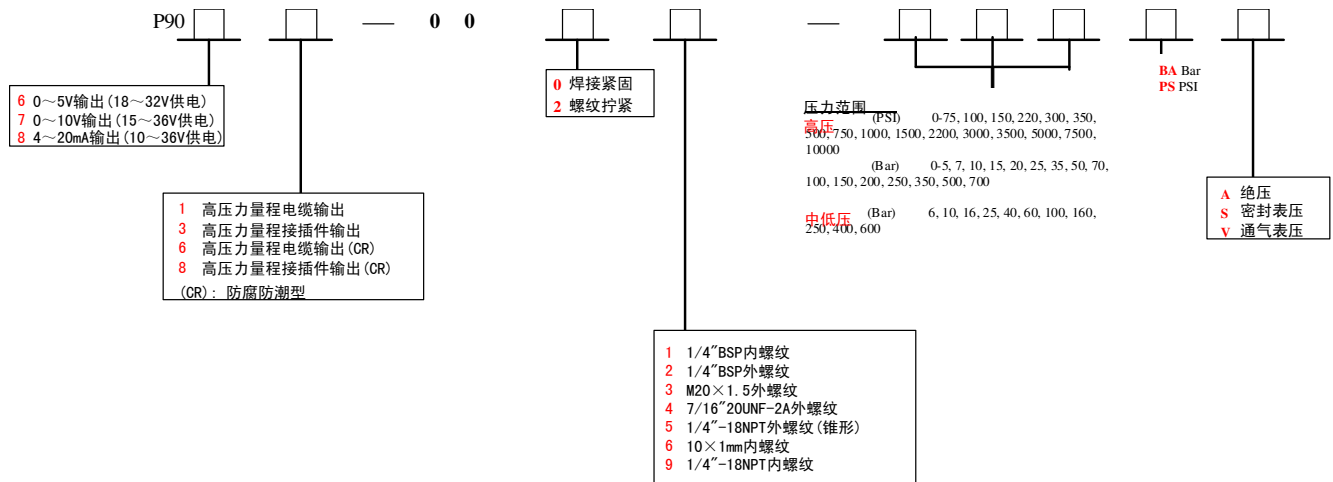 P90 — 0 0 —
6 0～5V输出(18～32V供电)
7 0～10V输出(15～36V供电)
8 4～20mA输出(10～36V供电)
1 高压力量程电缆输出
3 高压力量程接插件输出
6 高压力量程电缆输出(CR)
8 高压力量程接插件输出(CR)
(CR): 防腐防潮型
0 焊接紧固
2 螺纹拧紧
1 1/4"BSP内螺纹
2 1/4"BSP外螺纹
3 M20×1.5外螺纹
4 7/16"20UNF-2A外螺纹
5 1/4"-18NPT外螺纹(锥形)
6 10×1mm内螺纹
9 1/4"-18NPT内螺纹
压力范围
高压 (PSI) 0-75, 100, 150, 220, 300, 350,
500, 750, 1000, 1500, 2200, 3000, 3500, 5000, 7500,
10000
(Bar) 0-5, 7, 10, 15, 20, 25, 35, 50, 70,
100, 150, 200, 250, 350, 500, 700
中低压 (Bar) 6, 10, 16, 25, 40, 60, 100, 160,
250, 400, 600
BA Bar
PS PSI
A 绝压
S 密封表压
V 通气表压